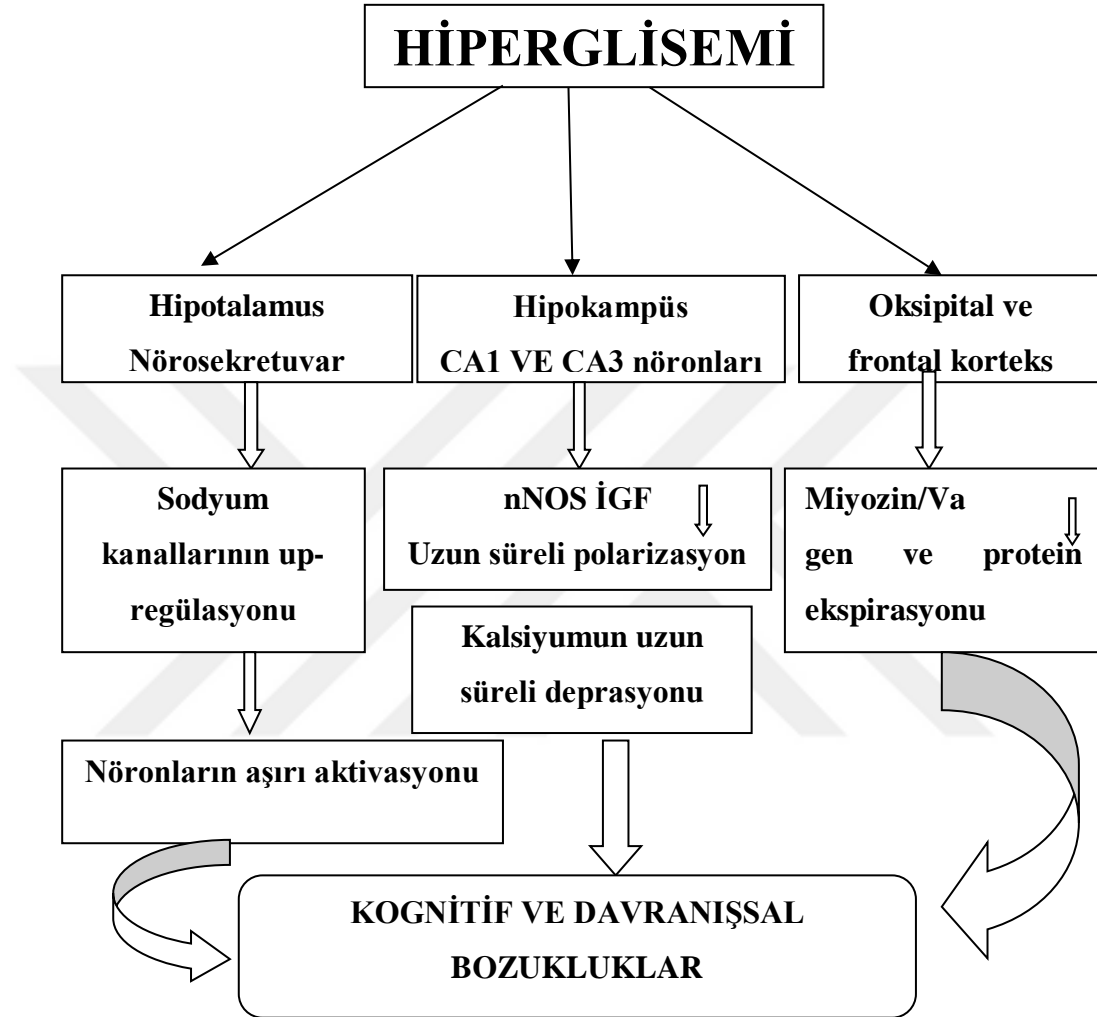 HİPERGLİSEMİ
Hipotalamus
Nörosekretuvar
Hipokampüs
CA1 VE CA3 nöronları
Oksipital ve
frontal korteks
Sodyum
kanallarının up-
regülasyonu
nNOS İGF
Uzun süreli polarizasyon
Miyozin/Va
gen ve protein
ekspirasyonu
Kalsiyumun uzun
süreli deprasyonu
Nöronların aşırı aktivasyonu
KOGNİTİF VE DAVRANIŞSAL
BOZUKLUKLAR